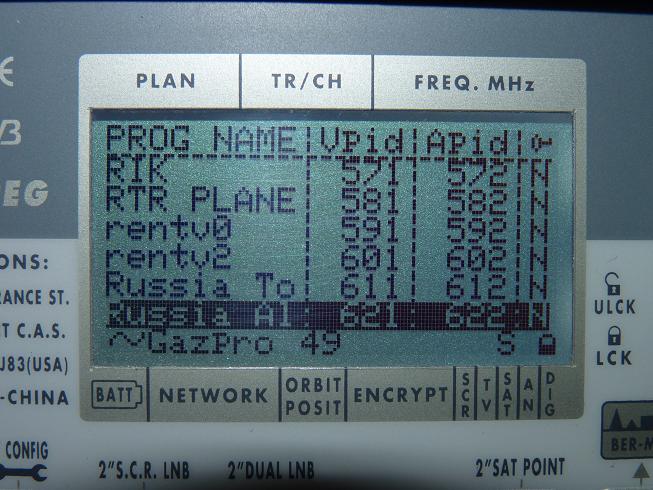 PLAN TR/CH FREQ. MHz
PROG NAME Vpid APid
RIK 571 572 N
RTR PLANE 581 582 N
rentv0 591 592 N
rentv2 601 602 N
Russia To 611 612 N
Russia Al 621 622 N
~GazPro 49 S
BATT NETWORK ORBIT POSIT ENCRYPT SCR TV SAT AN DIG
EG
ONS:
RANCE ST.
T C.A.S.
J83(USA)
-CHINA
CONFIG
2"S.C.R. LNB 2"DUAL LNB 2"SAT POINT
ULCK
LCK
BER-M